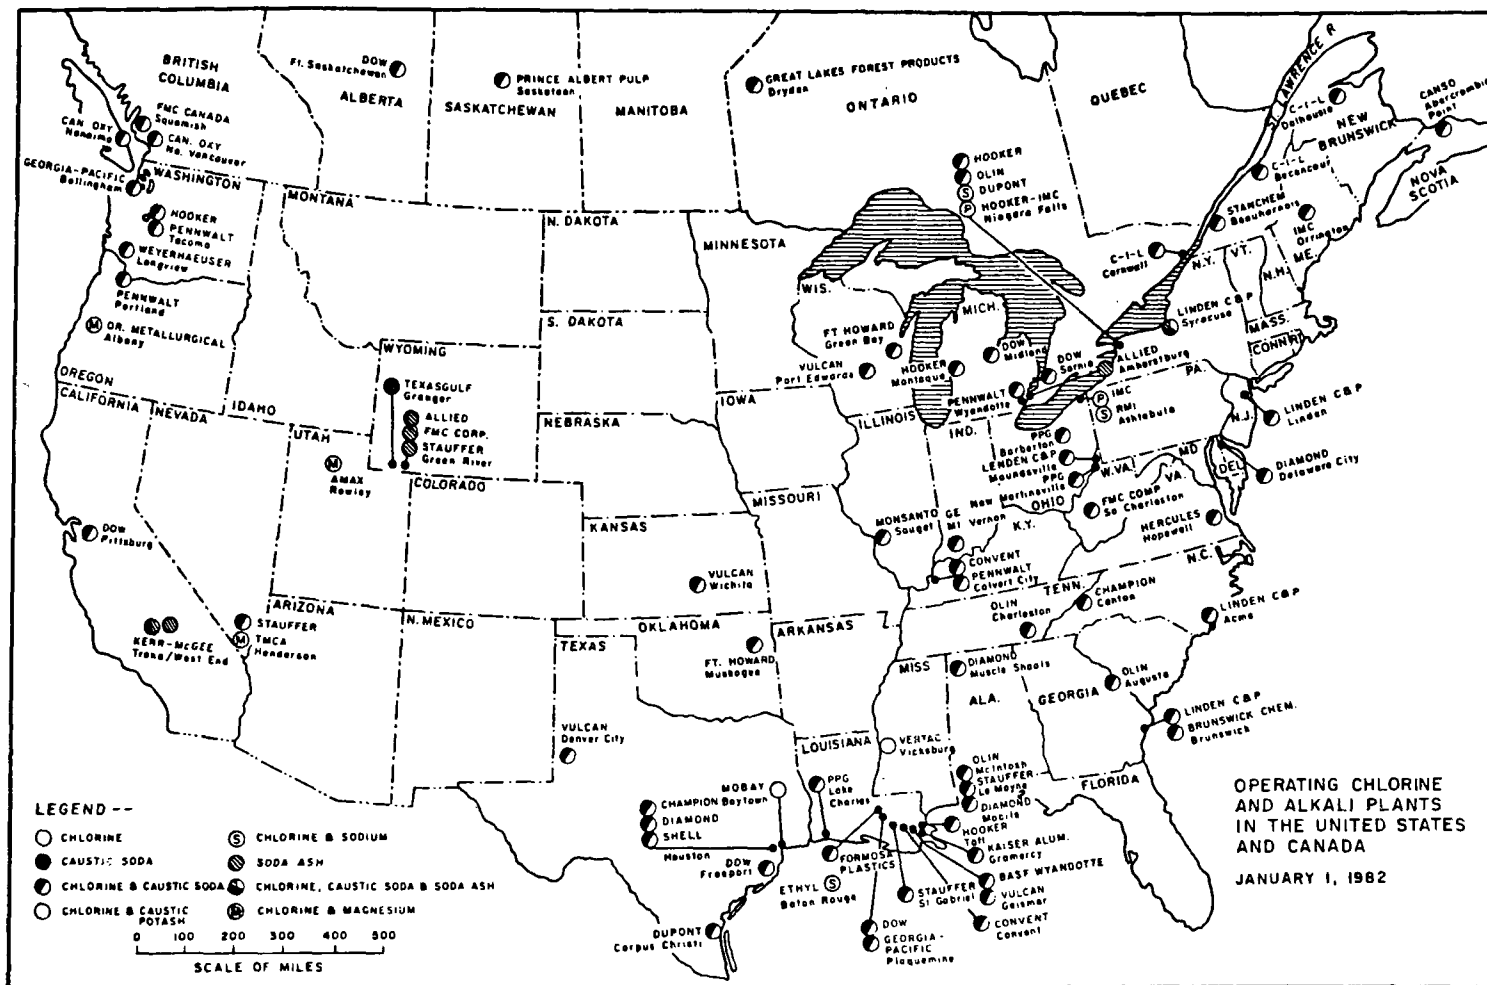 BRITISH
COLUMBIA
DOW
Ft. Saskatchewan
ALBERTA
PRINCE ALBERT PULP
Saskatoon
SASKATCHEWAN
MANITOBA
GREAT LAKES FOREST PRODUCTS
Dryden
ONTARIO
QUEBEC
ST. LAWRENCE R
C-I-L
Dalhousie
NEW
BRUNSWICK
CANSO
Abercrombie
Point
NOVA
SCOTIA
FMC CANADA
Squamish
CAN OXY
Nanaimo
CAN. OXY
No. Vancouver
GEORGIA-PACIFIC
Bellingham
WASHINGTON
HOOKER
PENNWALT
Tacoma
WEYERHAEUSER
Longview
PENNWALT
Portland
M OR. METALLURGICAL
Albany
OREGON
CALIFORNIA
NEVADA
IDAHO
MONTANA
N. DAKOTA
S. DAKOTA
MINNESOTA
WYOMING
TEXASGULF
Granger
ALLIED
FMC CORP.
STAUFFER
Green River
UTAH
M
AMAX
Rowley
COLORADO
NEBRASKA
IOWA
KANSAS
MISSOURI
HOOKER
OLIN
S DUPONT
P HOOKER-IMC
Niagara Falls
C-I-L
Becancour
STANCHEM
Beauharnois
IMC
Orrington
C-I-L
Cornwall
N.Y.
VT.
N.H.
ME.
MASS.
CONN.
R.I.
LINDEN C&P
Syracuse
WIS.
MICH.
FT HOWARD
Green Bay
VULCAN
Port Edwards
HOOKER
Montague
DOW
Midland
DOW
Sarnia
ALLIED
Amherstburg
PENNWALT
Wyandotte
P IMC
S RMI
Ashtabula
PA.
N.J.
LINDEN C&P
Linden
ILLINOIS
IND.
PPG
Barberton
LINDEN C&P
Moundsville
PPG
New Martinsville
OHIO
W.VA.
MD
DEL.
DIAMOND
Delaware City
VA.
FMC COMP
So Charleston
HERCULES
Hopewell
MONSANTO
Sauget
GE
Mt Vernon
K.Y.
CONVENT
PENNWALT
Calvert City
TENN.
N.C.
OLIN
Charleston
CHAMPION
Canton
LINDEN C&P
Acme
DOW
Pittsburg
KERR-McGEE
Trona/West End
STAUFFER
M TMCA
Henderson
ARIZONA
N. MEXICO
VULCAN
Wichita
OKLAHOMA
ARKANSAS
TEXAS
FT. HOWARD
Muskogee
MISS
DIAMOND
Muscle Shoals
ALA.
GEORGIA
OLIN
Augusta
LINDEN C&P
BRUNSWICK CHEM.
Brunswick
VULCAN
Denver City
LOUISIANA
VERTAC
Vicksburg
OLIN
McIntosh
STAUFFER
Le Moyne
DIAMOND
Mobile
FLORIDA
MOBAY
CHAMPION Baytown
DIAMOND
SHELL
Houston
PPG
Lake
Charles
HOOKER
Taft
KAISER ALUM.
Gramercy
BASF WYANDOTTE
VULCAN
Geismar
CONVENT
Convent
FORMOSA
PLASTICS
ETHYL S
Baton Rouge
STAUFFER
St Gabriel
DOW
GEORGIA-
PACIFIC
Plaquemine
DOW
Freeport
DUPONT
Corpus Christi
LEGEND --
CHLORINE
CAUSTIC SODA
CHLORINE & CAUSTIC SODA
CHLORINE & CAUSTIC
POTASH
S CHLORINE & SODIUM
SODA ASH
CHLORINE, CAUSTIC SODA & SODA ASH
M CHLORINE & MAGNESIUM
0 100 200 300 400 500
SCALE OF MILES
OPERATING CHLORINE
AND ALKALI PLANTS
IN THE UNITED STATES
AND CANADA
JANUARY 1, 1982